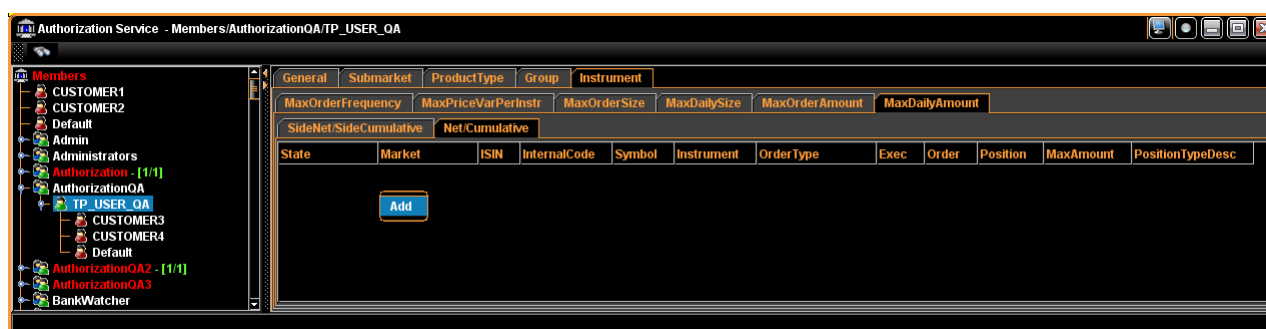 Authorization Service - Members/AuthorizationQA/TP_USER_QA
Members
CUSTOMER1
CUSTOMER2
Default
Admin
Administrators
Authorization - [1/1]
AuthorizationQA
TP_USER_QA
CUSTOMER3
CUSTOMER4
Default
AuthorizationQA2 - [1/1]
AuthorizationQA3
BankWatcher
General Submarket ProductType Group Instrument
MaxOrderFrequency MaxPriceVarPerInstr MaxOrderSize MaxDailySize MaxOrderAmount MaxDailyAmount
SideNet/SideCumulative Net/Cumulative
State Market ISIN InternalCode Symbol Instrument OrderType Exec Order Position MaxAmount PositionTypeDesc
Add